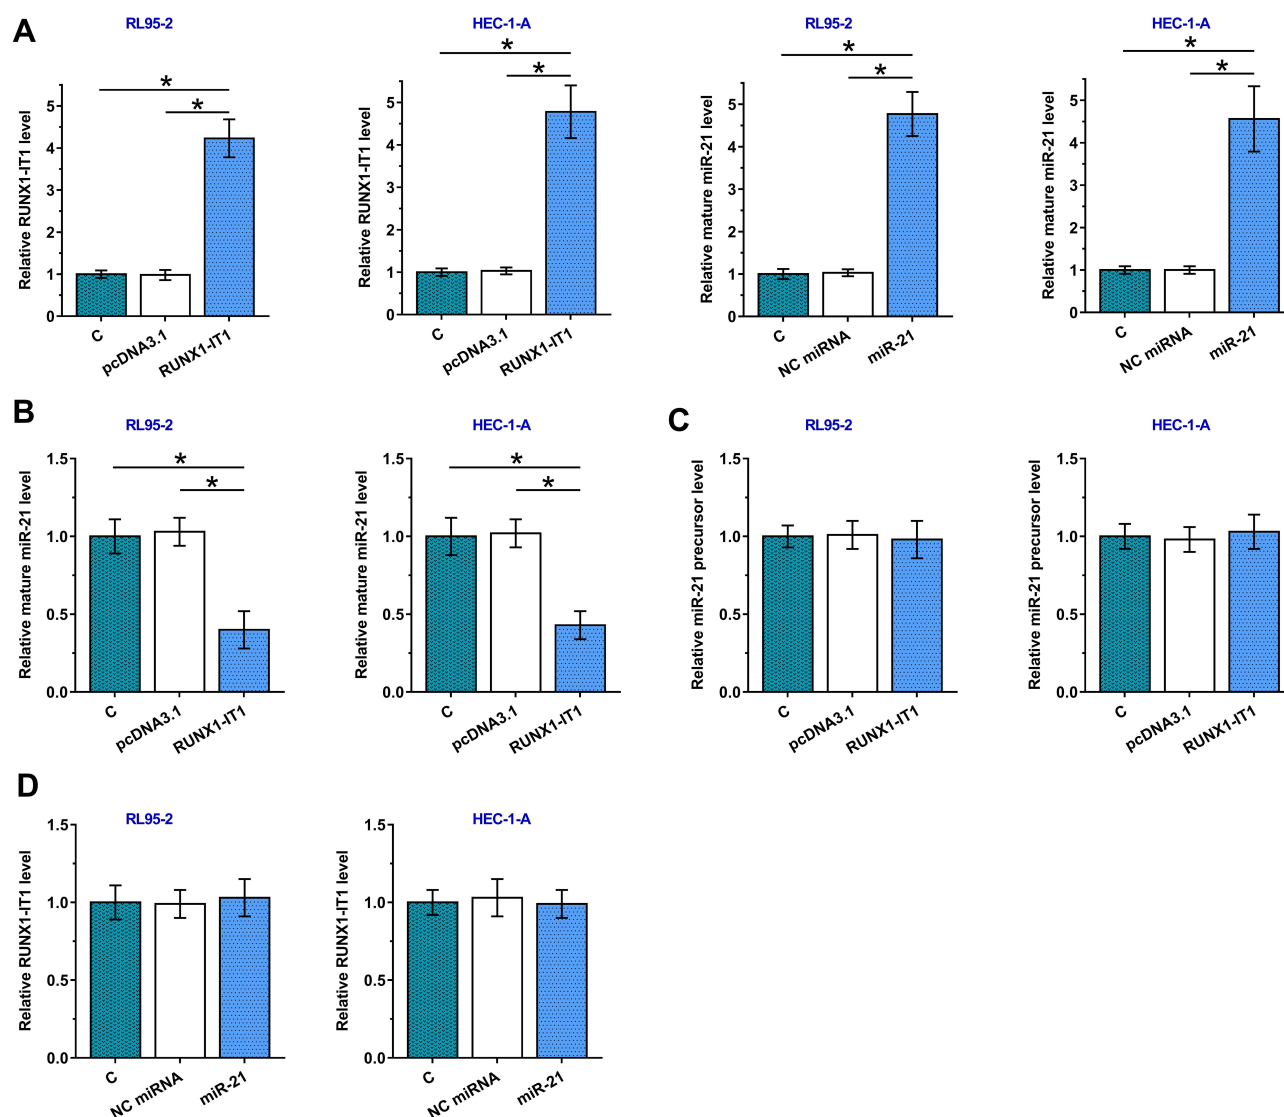 A
RL95-2
Relative RUNX1-IT1 level
5
4
3
2
1
0
*
*
C
pcDNA3.1
RUNX1-IT1
HEC-1-A
Relative RUNX1-IT1 level
5
4
3
2
1
0
*
*
C
pcDNA3.1
RUNX1-IT1
RL95-2
Relative mature miR-21 level
5
4
3
2
1
0
*
*
C
NC miRNA
miR-21
HEC-1-A
Relative mature miR-21 level
5
4
3
2
1
0
*
*
C
NC miRNA
miR-21
B
RL95-2
Relative mature miR-21 level
1.5
1.0
0.5
0.0
*
*
C
pcDNA3.1
RUNX1-IT1
HEC-1-A
Relative mature miR-21 level
1.5
1.0
0.5
0.0
*
*
C
pcDNA3.1
RUNX1-IT1
C
RL95-2
Relative miR-21 precursor level
1.5
1.0
0.5
0.0
C
pcDNA3.1
RUNX1-IT1
HEC-1-A
Relative miR-21 precursor level
1.5
1.0
0.5
0.0
C
pcDNA3.1
RUNX1-IT1
D
RL95-2
Relative RUNX1-IT1 level
1.5
1.0
0.5
0.0
C
NC miRNA
miR-21
HEC-1-A
Relative RUNX1-IT1 level
1.5
1.0
0.5
0.0
C
NC miRNA
miR-21